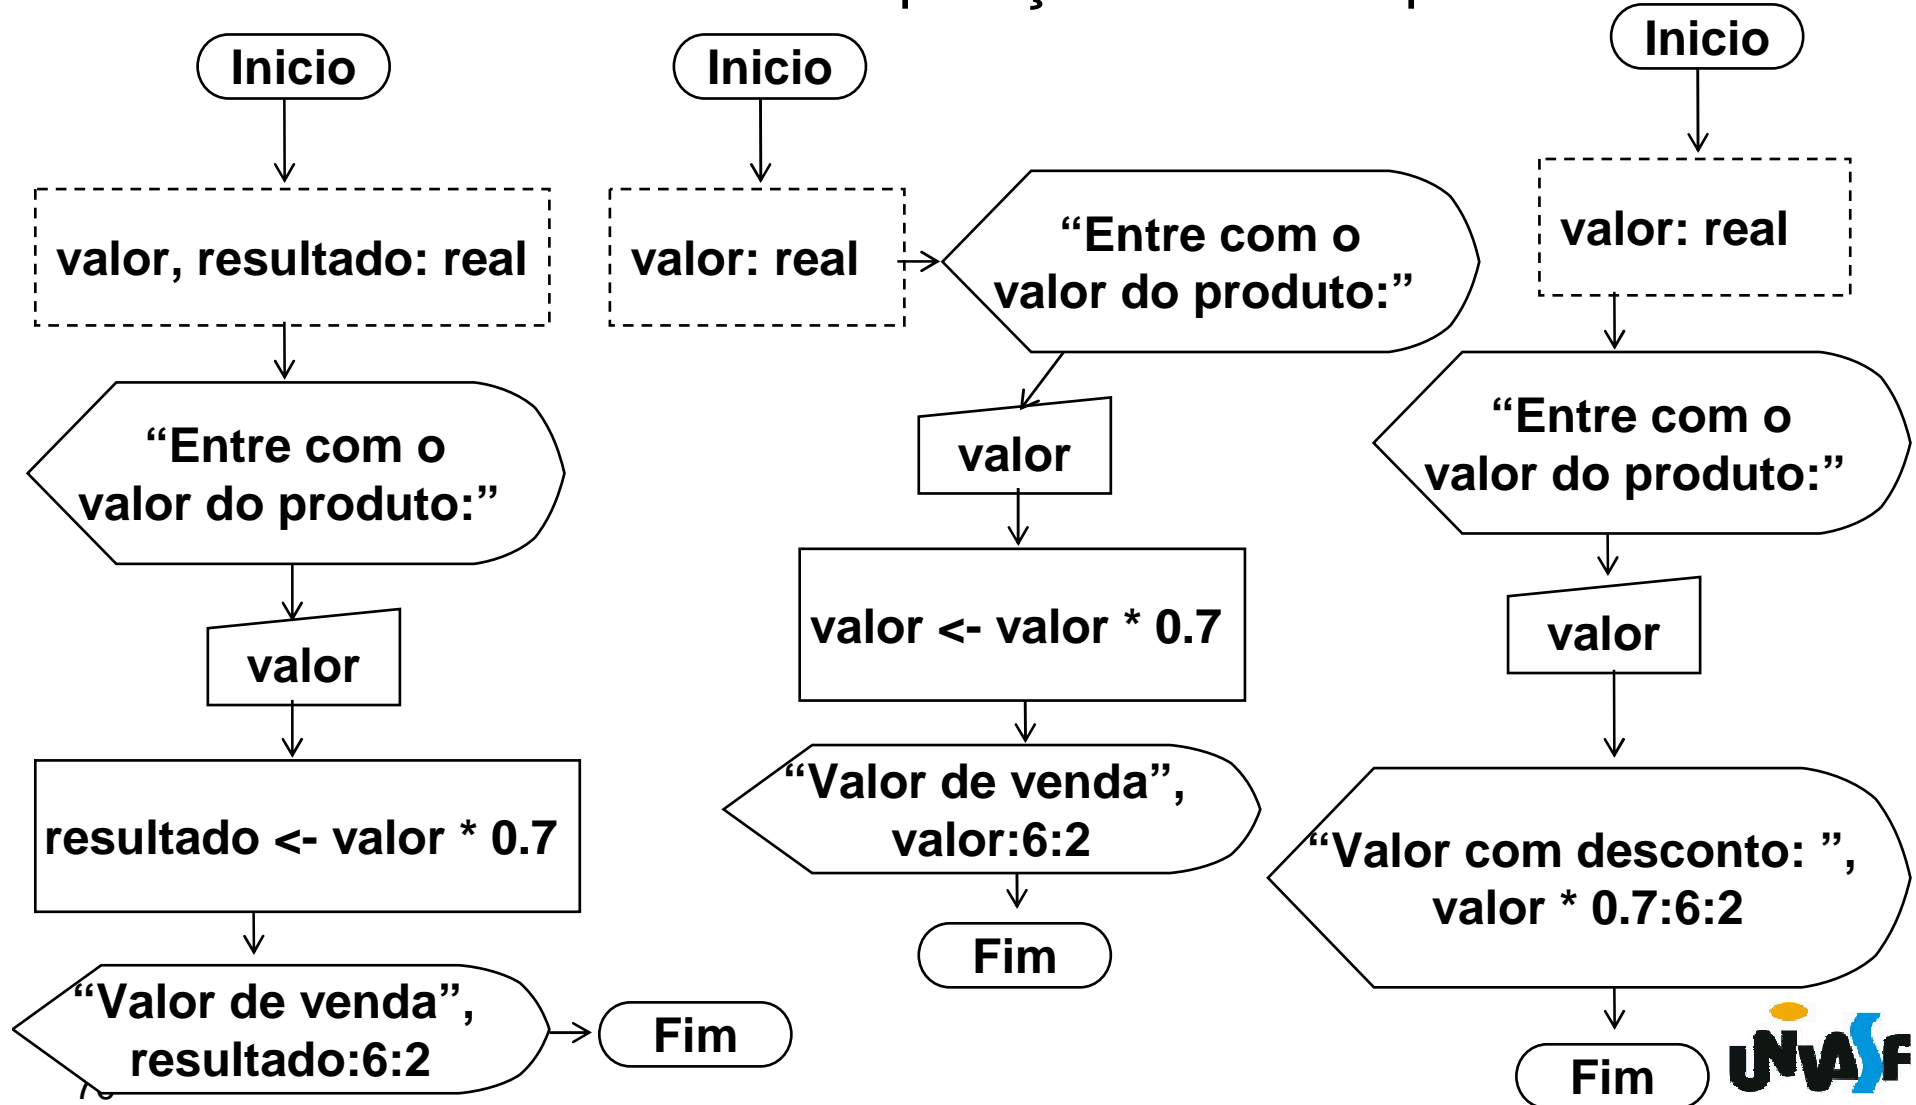 Inicio
valor, resultado: real
“Entre com o
valor do produto:”
valor
resultado <- valor * 0.7
“Valor de venda”,
resultado:6:2
Fim
Inicio
valor: real
“Entre com o
valor do produto:”
valor
valor <- valor * 0.7
“Valor de venda”,
valor:6:2
Fim
Inicio
valor: real
“Entre com o
valor do produto:”
valor
“Valor com desconto: ”,
valor * 0.7:6:2
Fim
UNIVASF